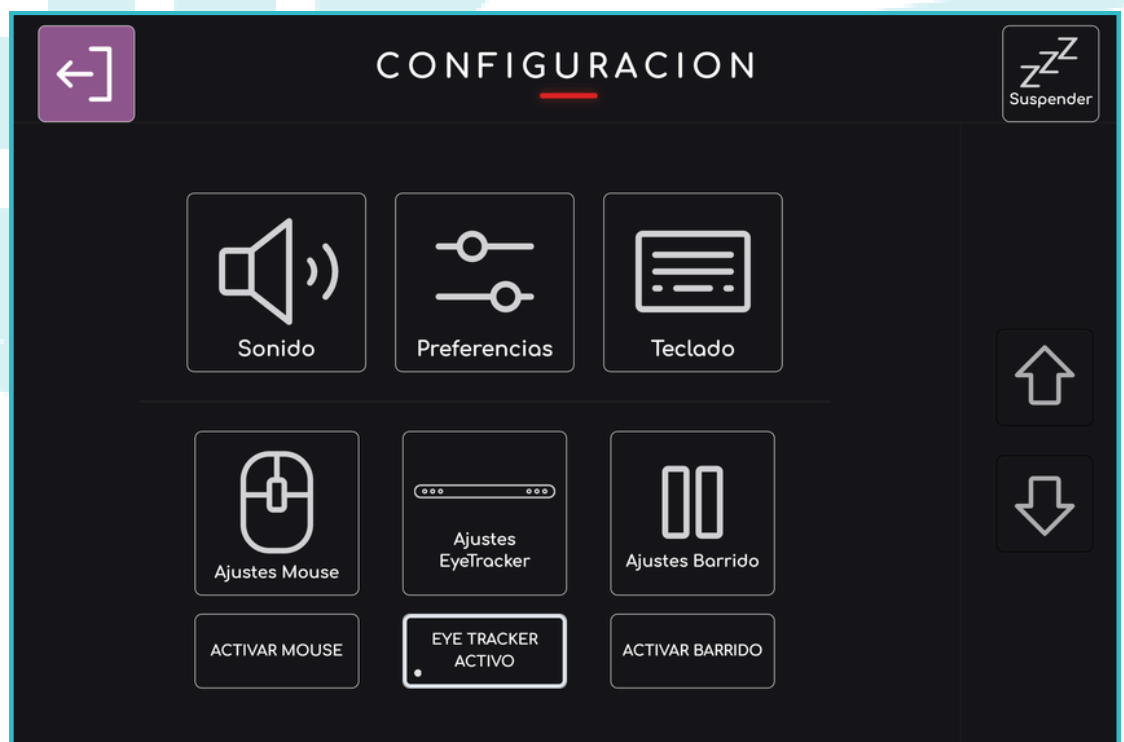 CONFIGURACION
Suspender
Sonido
Preferencias
Teclado
Ajustes Mouse
Ajustes
EyeTracker
Ajustes Barrido
ACTIVAR MOUSE
EYE TRACKER
ACTIVO
ACTIVAR BARRIDO